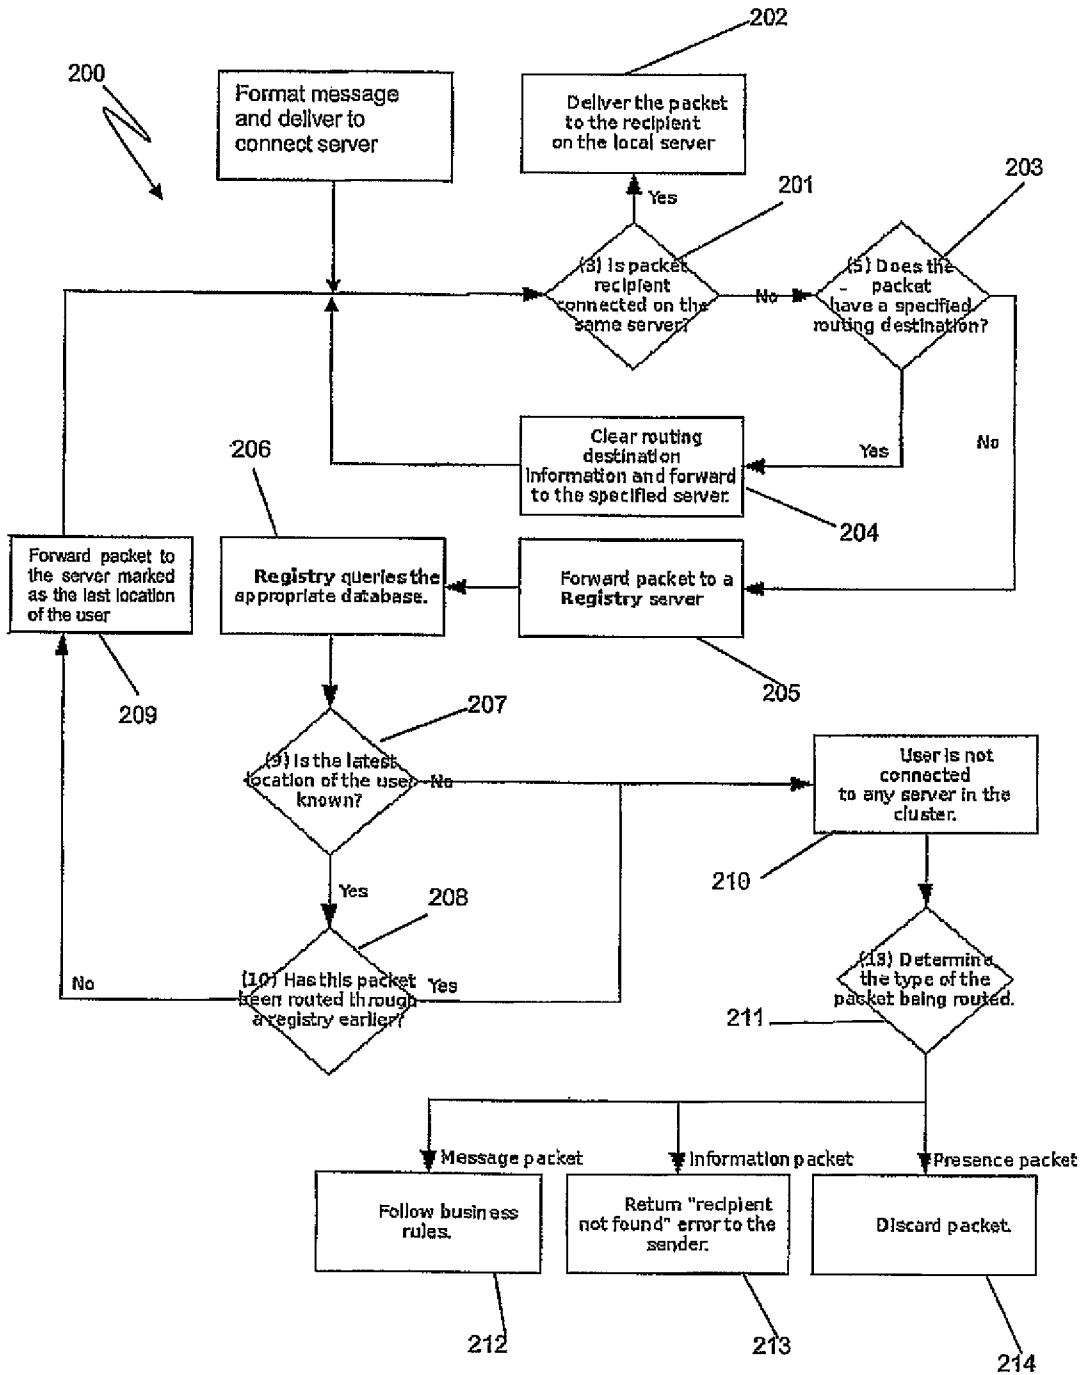 202
200
Format message
and deliver to
connect server
Deliver the packet
to the recipient
on the local server
Yes
201
203
(3) Is packet
recipient
connected on the
same server?
No
(5) Does the
packet
have a specified
routing destination?
No
206
Clear routing
destination
information and forward
to the specified server.
Yes
204
Forward packet to
the server marked
as the last location
of the user
Registry queries the
appropriate database.
Forward packet to a
Registry server
209
205
207
(9) Is the latest
location of the user
known?
No
User is not
connected
to any server in the
cluster.
210
Yes
208
(10) Has this packet
been routed through
a registry earlier?
No
Yes
(13) Determine
the type of the
packet being routed.
211
Message packet
Information packet
Presence packet
Follow business
rules.
Return "recipient
not found" error to the
sender.
Discard packet.
212
213
214